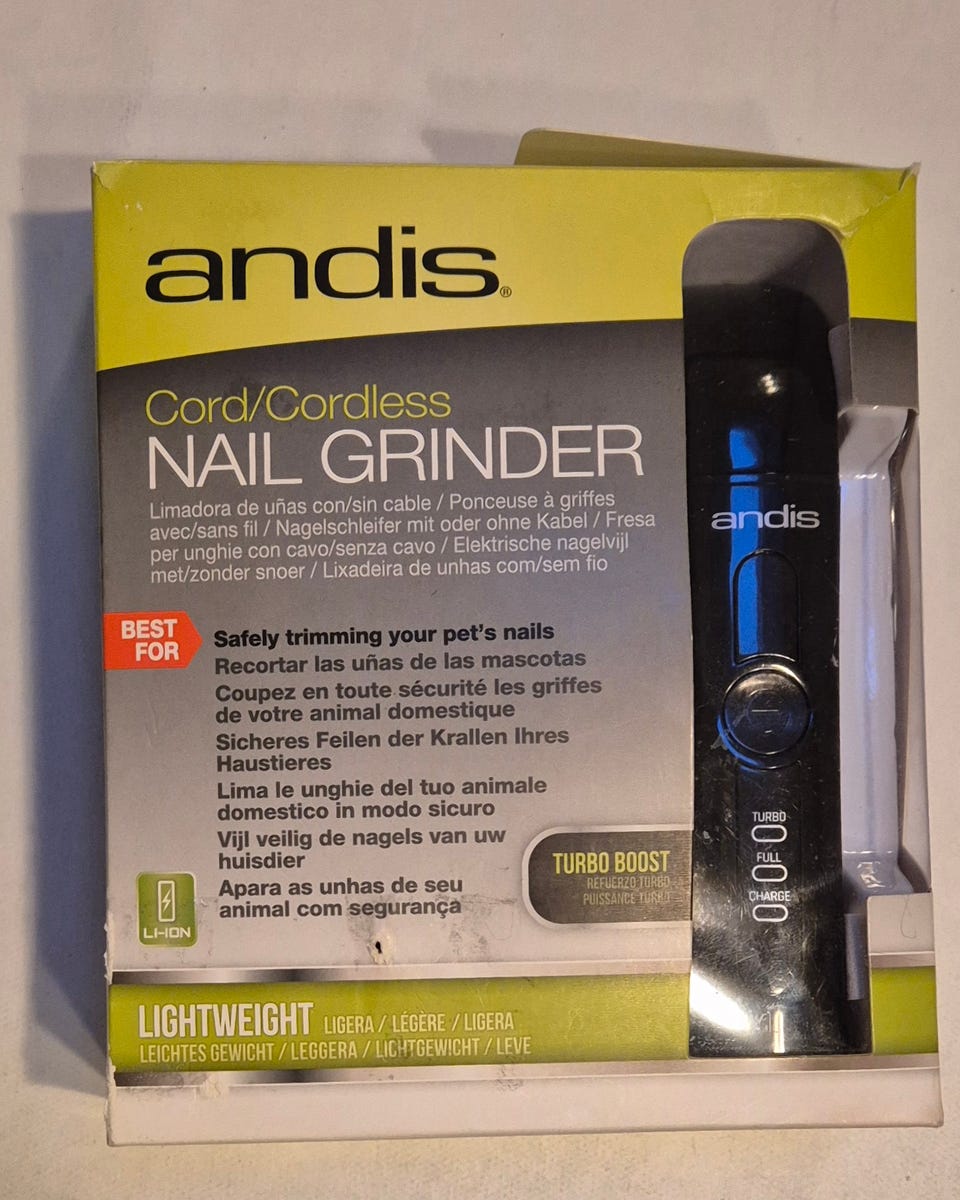 andis®
Cord/Cordless
NAIL GRINDER
Limadora de uñas con/sin cable / Ponceuse à griffes
avec/sans fil / Nagelschleifer mit oder ohne Kabel / Fresa
per unghie con cavo/senza cavo / Elektrische nagelvijl
met/zonder snoer / Lixadeira de unhas com/sem fio
BEST
FOR
Safely trimming your pet's nails
Recortar las uñas de las mascotas
Coupez en toute sécurité les griffes
de votre animal domestique
Sicheres Feilen der Krallen Ihres
Haustieres
Lima le unghie del tuo animale
domestico in modo sicuro
Vijl veilig de nagels van uw
huisdier
Apara as unhas de seu
animal com segurança
LI-ION
TURBO BOOST
REFUERZO TURBO
PUISSANCE TURBO
andis
TURBO
FULL
CHARGE
LIGHTWEIGHT LIGERA / LÉGÈRE / LIGERA
LEICHTES GEWICHT / LEGGERA / LICHTGEWICHT / LEVE